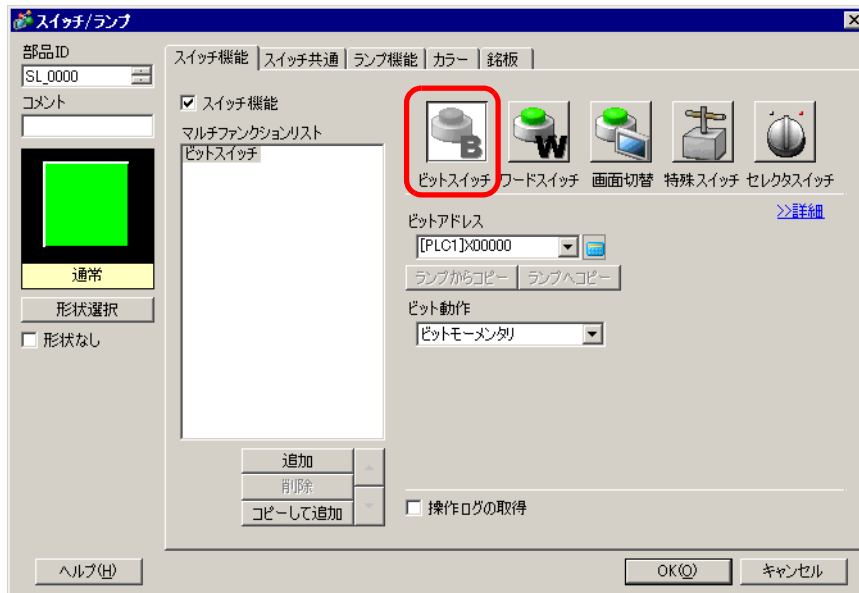 スイッチ/ランプ
部品ID
SL_0000
コメント
通常
形状選択
形状なし
スイッチ機能
スイッチ共通
ランプ機能
カラー
銘板
スイッチ機能
マルチファンクションリスト
ビットスイッチ
追加
削除
コピーして追加
B
W
ビットスイッチ
ワードスイッチ
画面切替
特殊スイッチ
セレクタスイッチ
>>詳細
ビットアドレス
[PLC1]X00000
ランプからコピー
ランプへコピー
ビット動作
ビットモーメンタリ
操作ログの取得
ヘルプ(H)
OK(O)
キャンセル